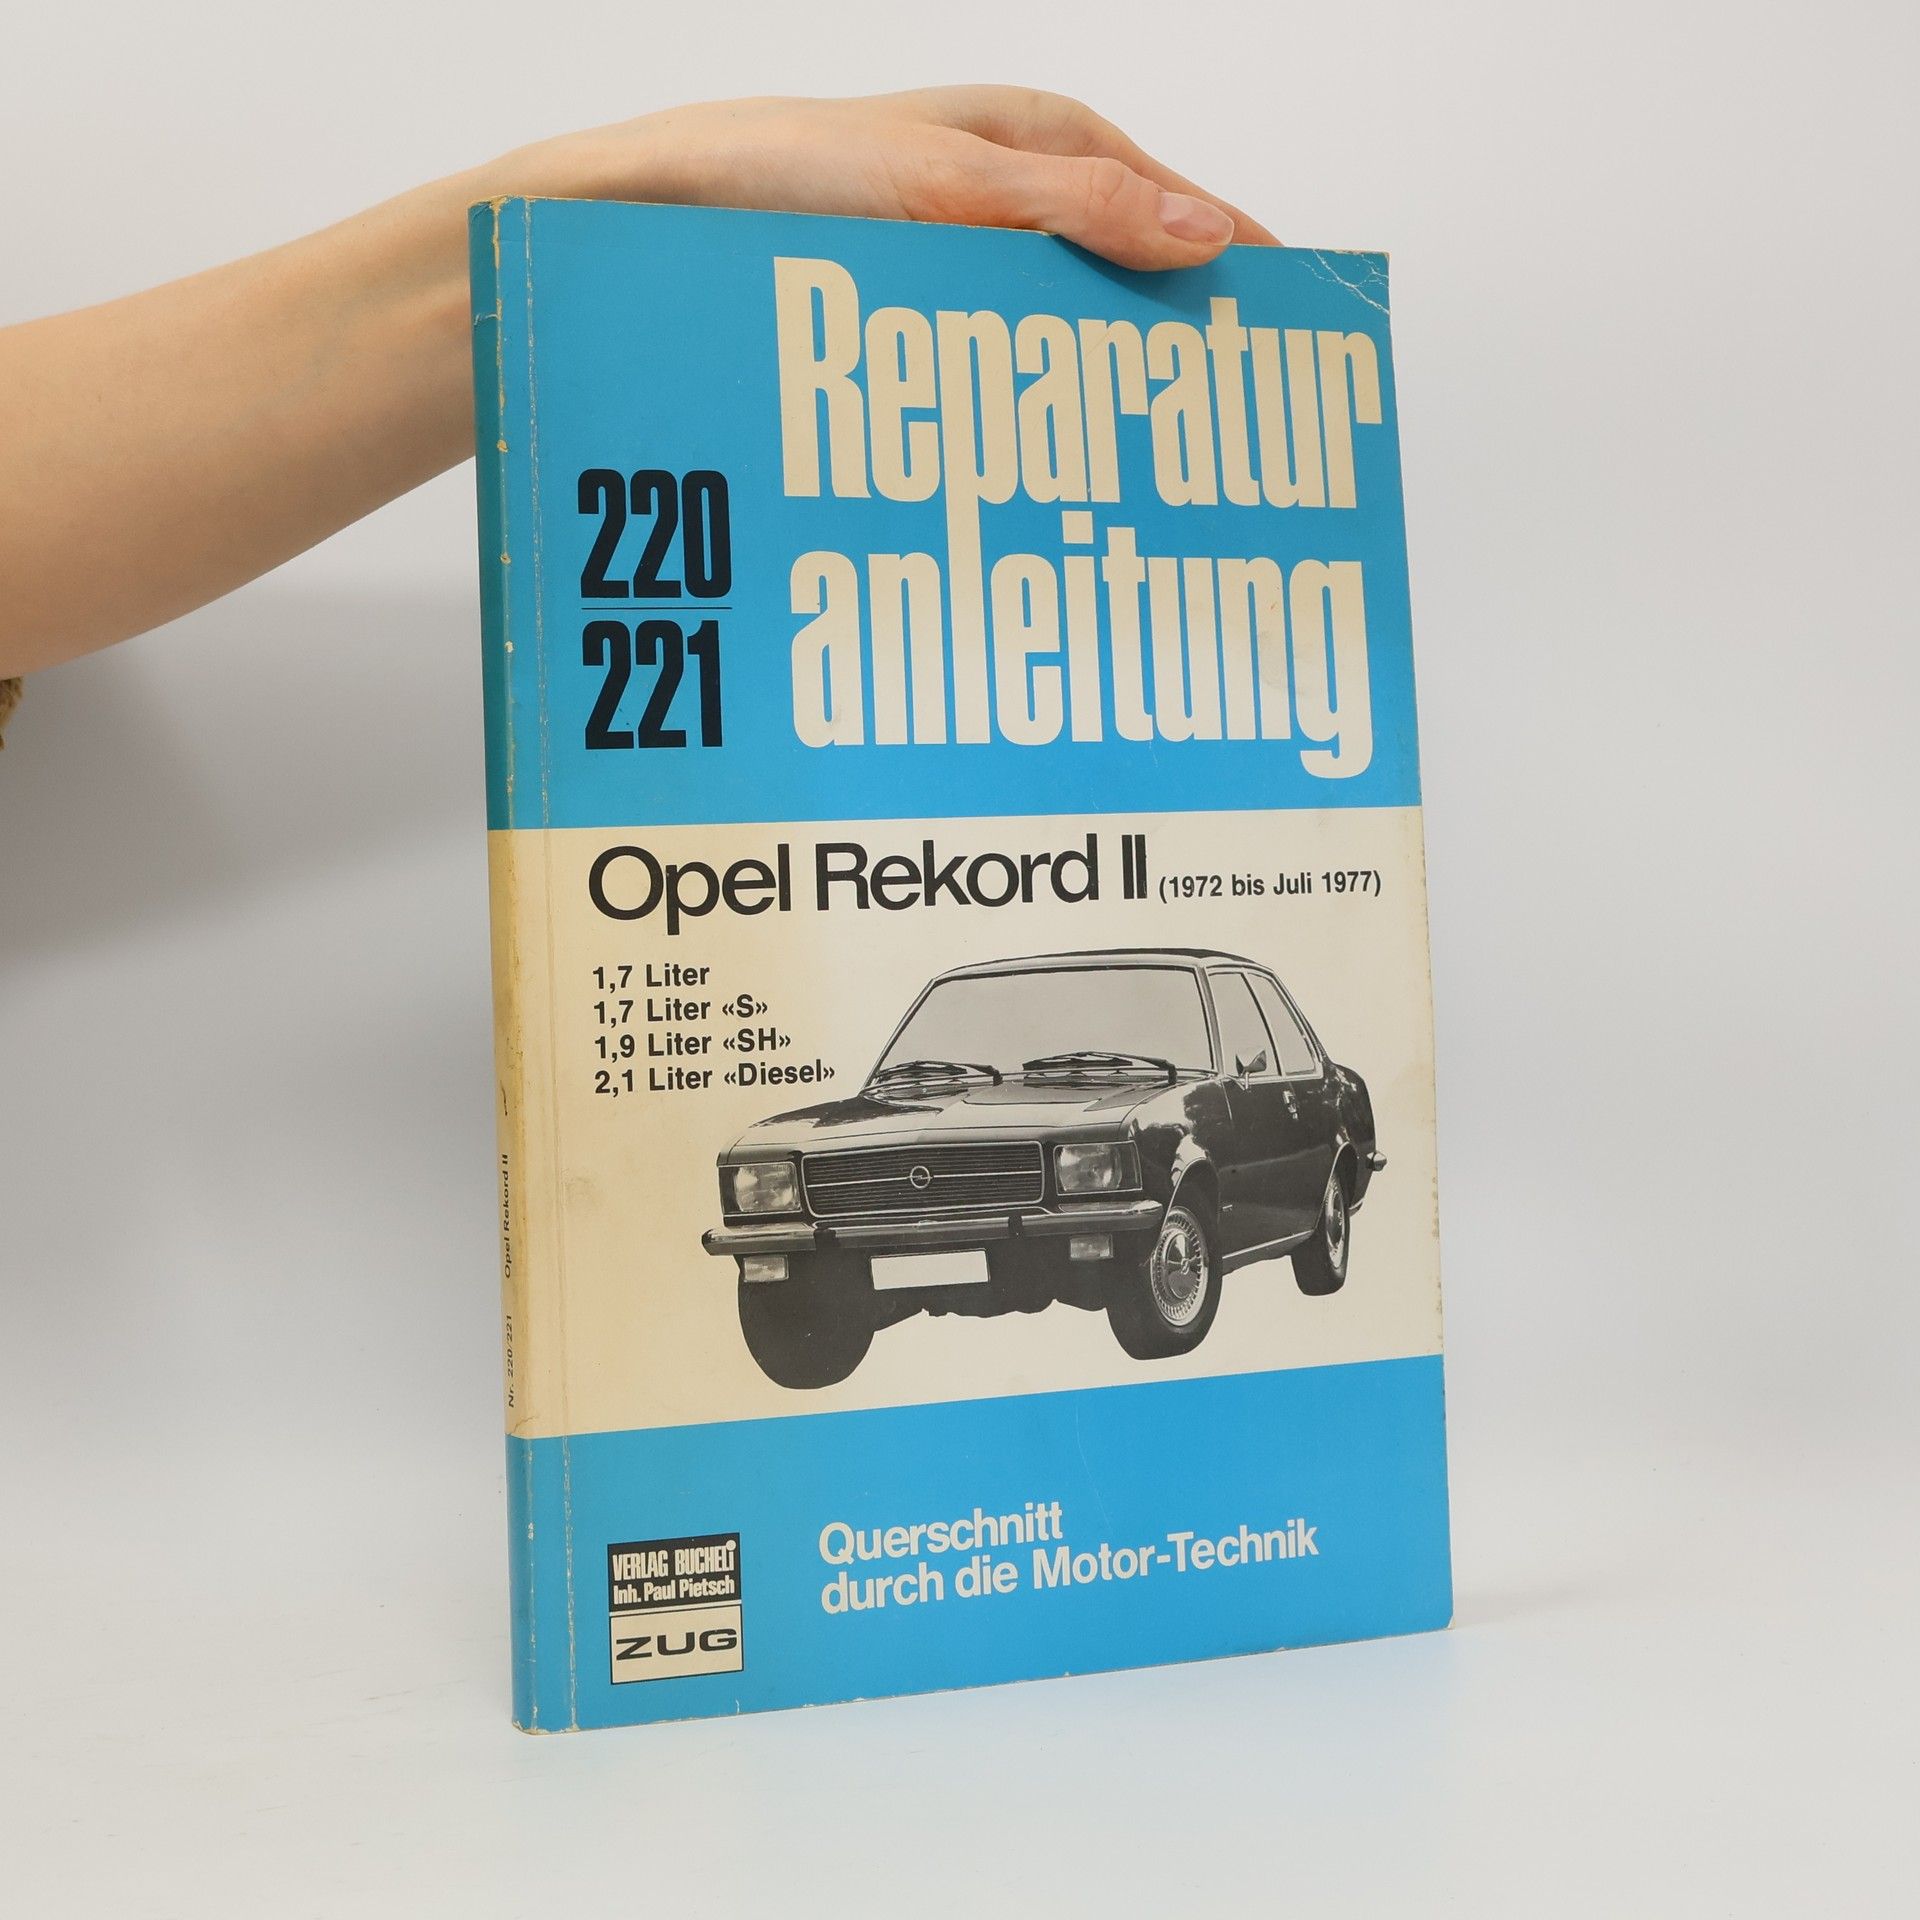 Reparatur
anleitung
220
221
Opel Rekord II (1972 bis Juli 1977)
1,7 Liter
1,7 Liter «S»
1,9 Liter «SH»
2,1 Liter «Diesel»
Querschnitt
durch die Motor-Technik
VERLAG BUCHELI
Inh. Paul Pietsch
ZUG
Nr. 220/221 Opel Rekord II